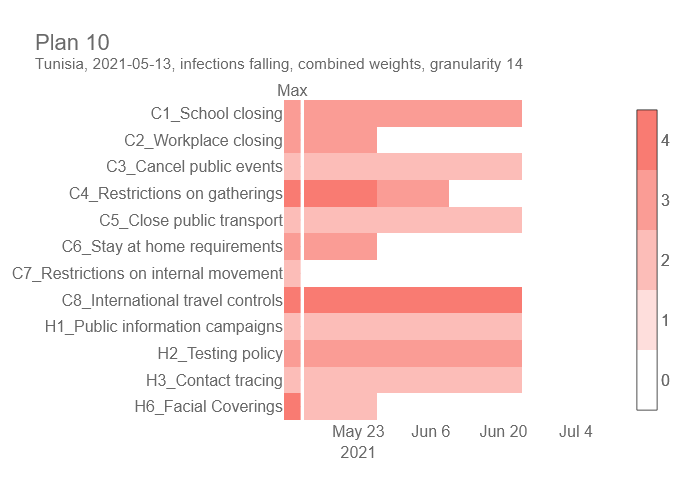 Plan 10
Tunisia, 2021-05-13, infections falling, combined weights, granularity 14
Max
C1_School closing
C2_Workplace closing
C3_Cancel public events
C4_Restrictions on gatherings
C5_Close public transport
C6_Stay at home requirements
C7_Restrictions on internal movement
C8_International travel controls
H1_Public information campaigns
H2_Testing policy
H3_Contact tracing
H6_Facial Coverings
May 23 Jun 6 Jun 20 Jul 4
2021
4
3
2
1
0